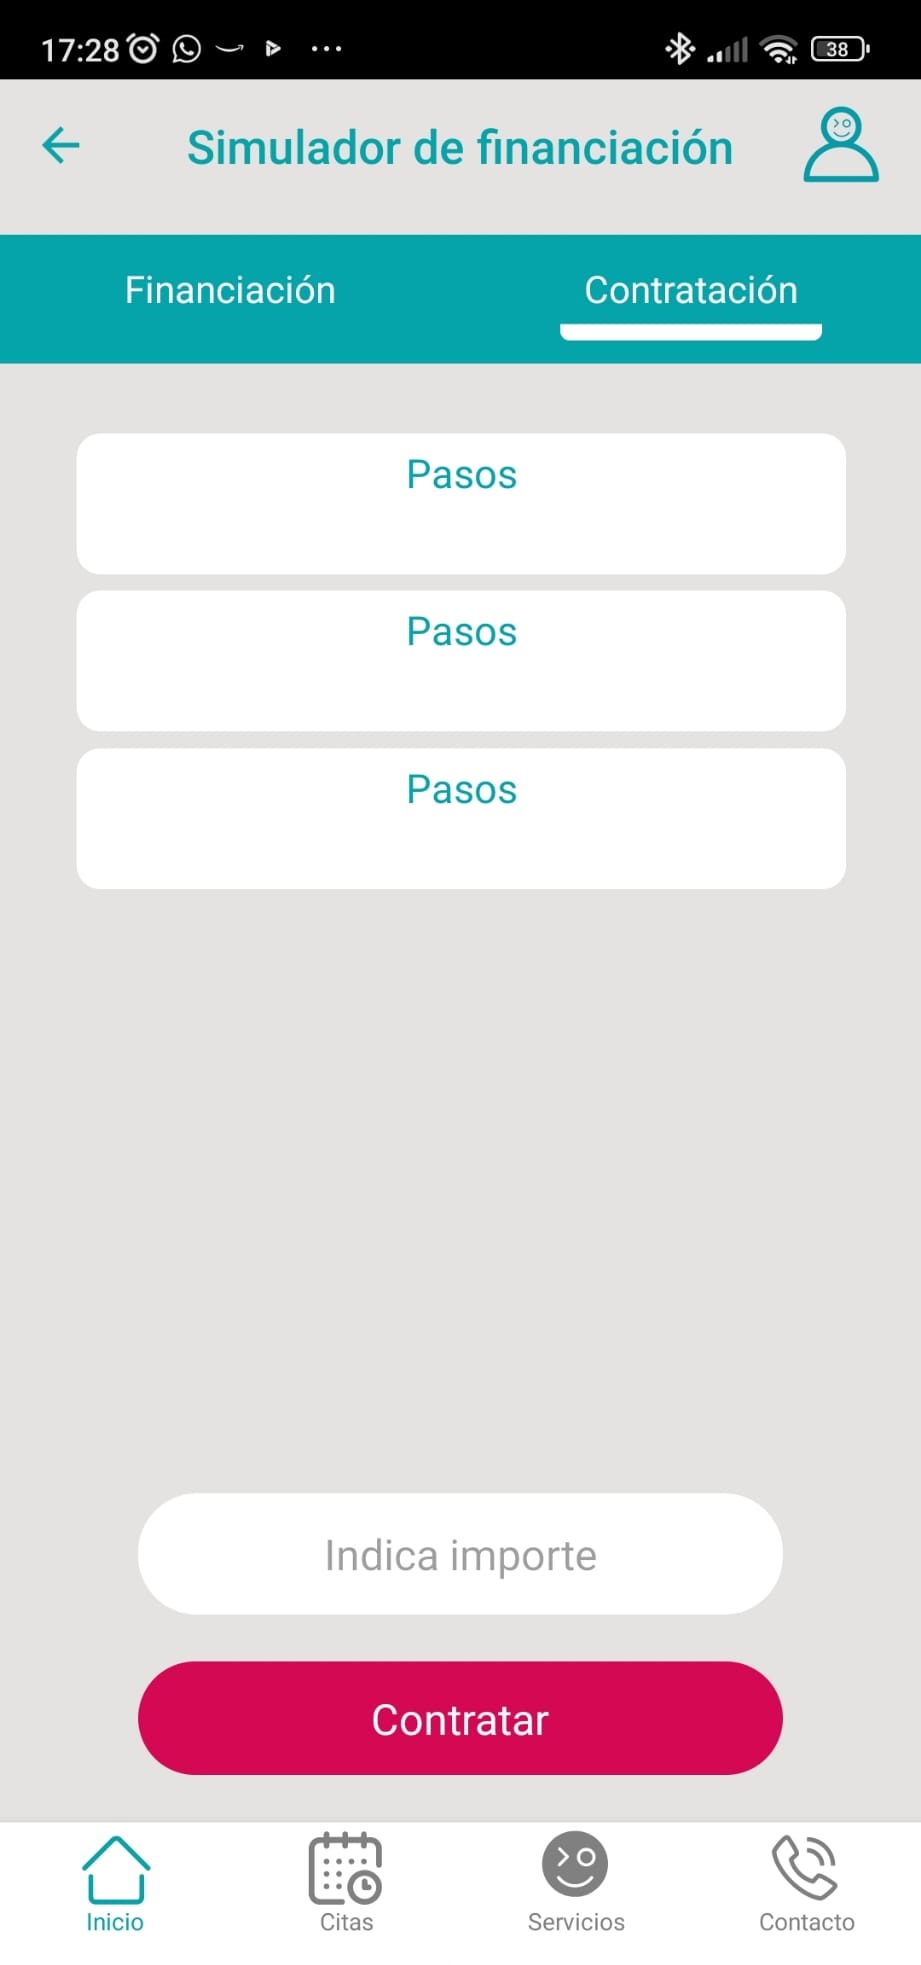 17:28
38
Simulador de financiación
Financiación
Contratación
Pasos
Pasos
Pasos
Indica importe
Contratar
Inicio
Citas
Servicios
Contacto